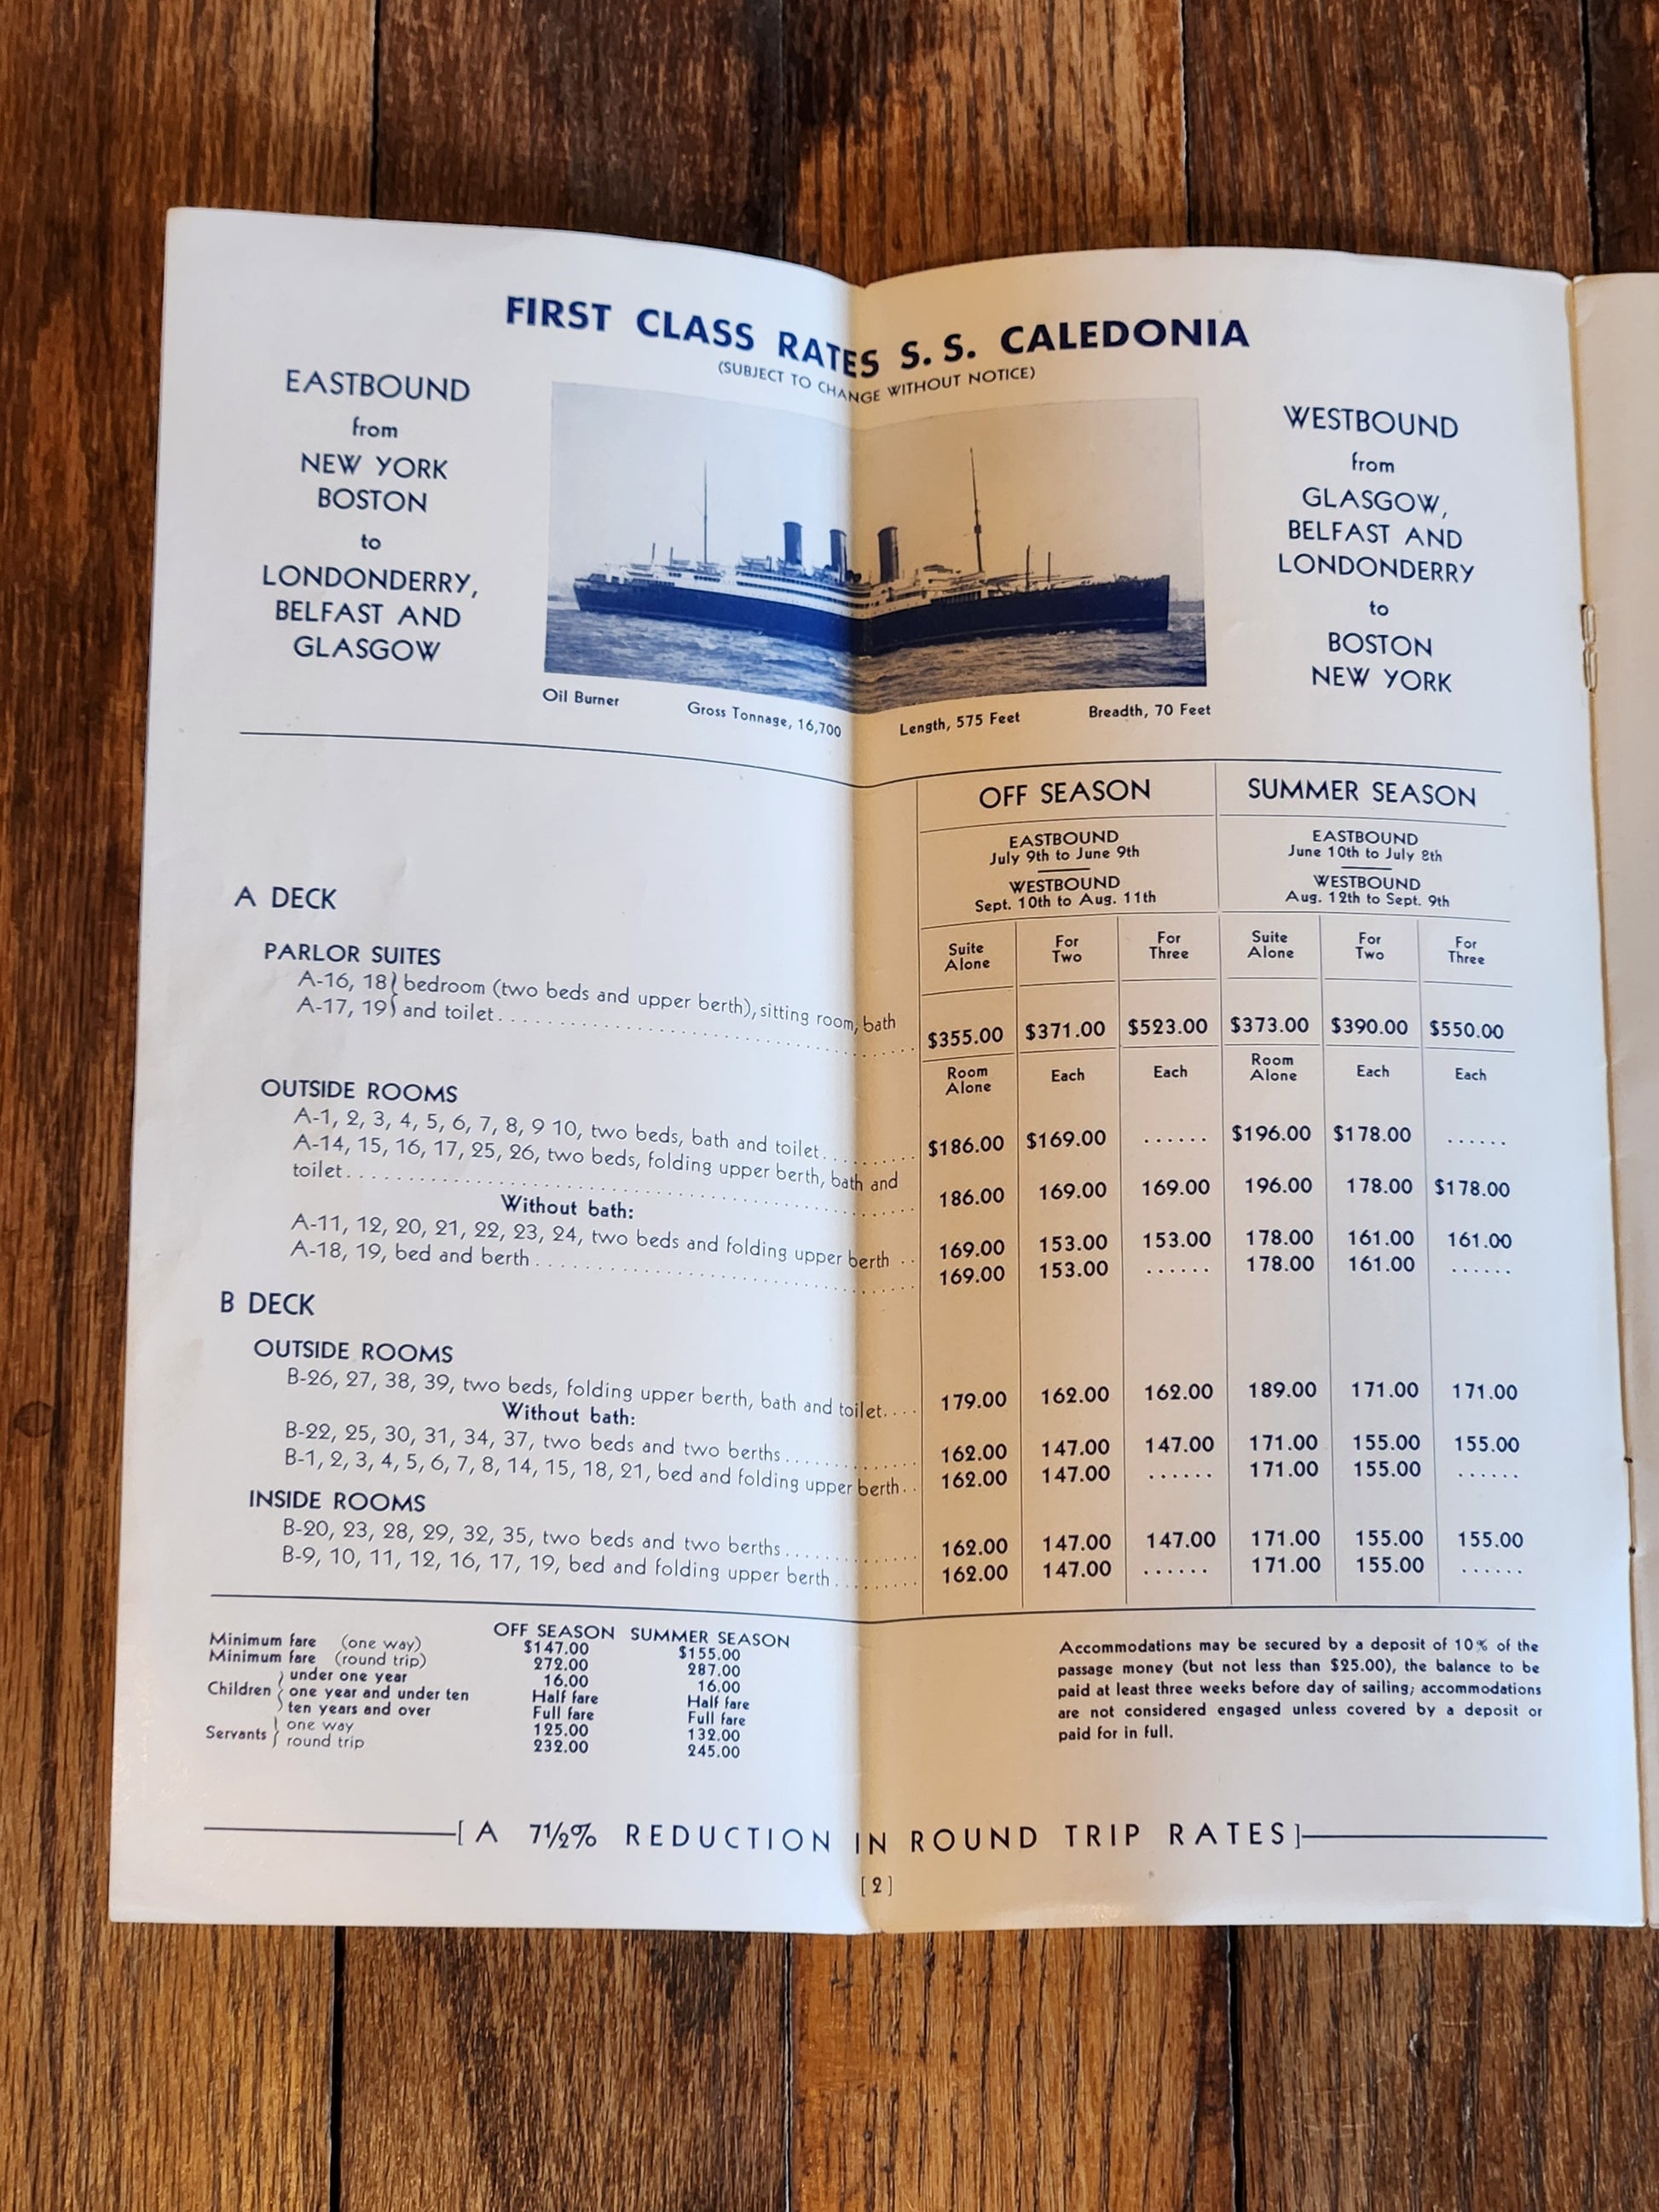 FIRST CLASS RATES S. S. CALEDONIA
(SUBJECT TO CHANGE WITHOUT NOTICE)
EASTBOUND
from
NEW YORK
BOSTON
to
LONDONDERRY,
BELFAST AND
GLASGOW
WESTBOUND
from
GLASGOW,
BELFAST AND
LONDONDERRY
to
BOSTON
NEW YORK
Oil Burner Gross Tonnage, 16,700 Length, 575 Feet Breadth, 70 Feet
OFF SEASON SUMMER SEASON
EASTBOUND EASTBOUND
July 9th to June 9th June 10th to July 8th
WESTBOUND WESTBOUND
Sept. 10th to Aug. 11th Aug. 12th to Sept. 9th
A DECK
Suite Alone For Two For Three Suite Alone For Two For Three
PARLOR SUITES
A-16, 18} bedroom (two beds and upper berth), sitting room, bath
A-17, 19} and toilet.......... $355.00 $371.00 $523.00 $373.00 $390.00 $550.00
Room Alone Each Each Room Alone Each Each
OUTSIDE ROOMS
A-1, 2, 3, 4, 5, 6, 7, 8, 9 10, two beds, bath and toilet.......... $186.00 $169.00 ...... $196.00 $178.00 ......
A-14, 15, 16, 17, 25, 26, two beds, folding upper berth, bath and
toilet.......... 186.00 169.00 169.00 196.00 178.00 $178.00
Without bath:
A-11, 12, 20, 21, 22, 23, 24, two beds and folding upper berth .. 169.00 153.00 153.00 178.00 161.00 161.00
A-18, 19, bed and berth.......... 169.00 153.00 ...... 178.00 161.00 ......
B DECK
OUTSIDE ROOMS
B-26, 27, 38, 39, two beds, folding upper berth, bath and toilet.... 179.00 162.00 162.00 189.00 171.00 171.00
Without bath:
B-22, 25, 30, 31, 34, 37, two beds and two berths.......... 162.00 147.00 147.00 171.00 155.00 155.00
B-1, 2, 3, 4, 5, 6, 7, 8, 14, 15, 18, 21, bed and folding upper berth.. 162.00 147.00 ...... 171.00 155.00 ......
INSIDE ROOMS
B-20, 23, 28, 29, 32, 35, two beds and two berths.......... 162.00 147.00 147.00 171.00 155.00 155.00
B-9, 10, 11, 12, 16, 17, 19, bed and folding upper berth.......... 162.00 147.00 ...... 171.00 155.00 ......
OFF SEASON SUMMER SEASON
Minimum fare (one way) $147.00 $155.00
Minimum fare (round trip) 272.00 287.00
Children { under one year 16.00 16.00
one year and under ten Half fare Half fare
ten years and over Full fare Full fare
Servants } one way 125.00 132.00
round trip 232.00 245.00
Accommodations may be secured by a deposit of 10% of the
passage money (but not less than $25.00), the balance to be
paid at least three weeks before day of sailing; accommodations
are not considered engaged unless covered by a deposit or
paid for in full.
[A 7½% REDUCTION IN ROUND TRIP RATES]
[2]